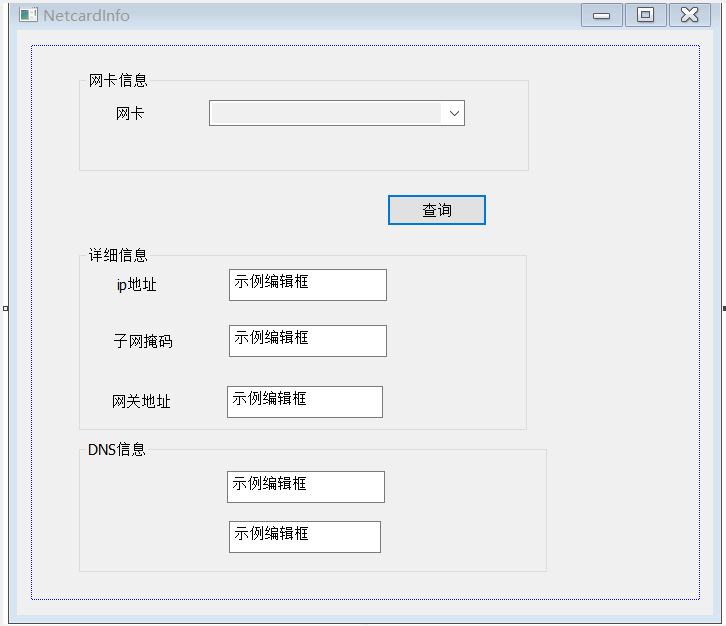 NetcardInfo
网卡信息
网卡
查询
详细信息
ip地址 示例编辑框
子网掩码 示例编辑框
网关地址 示例编辑框
DNS信息
示例编辑框
示例编辑框